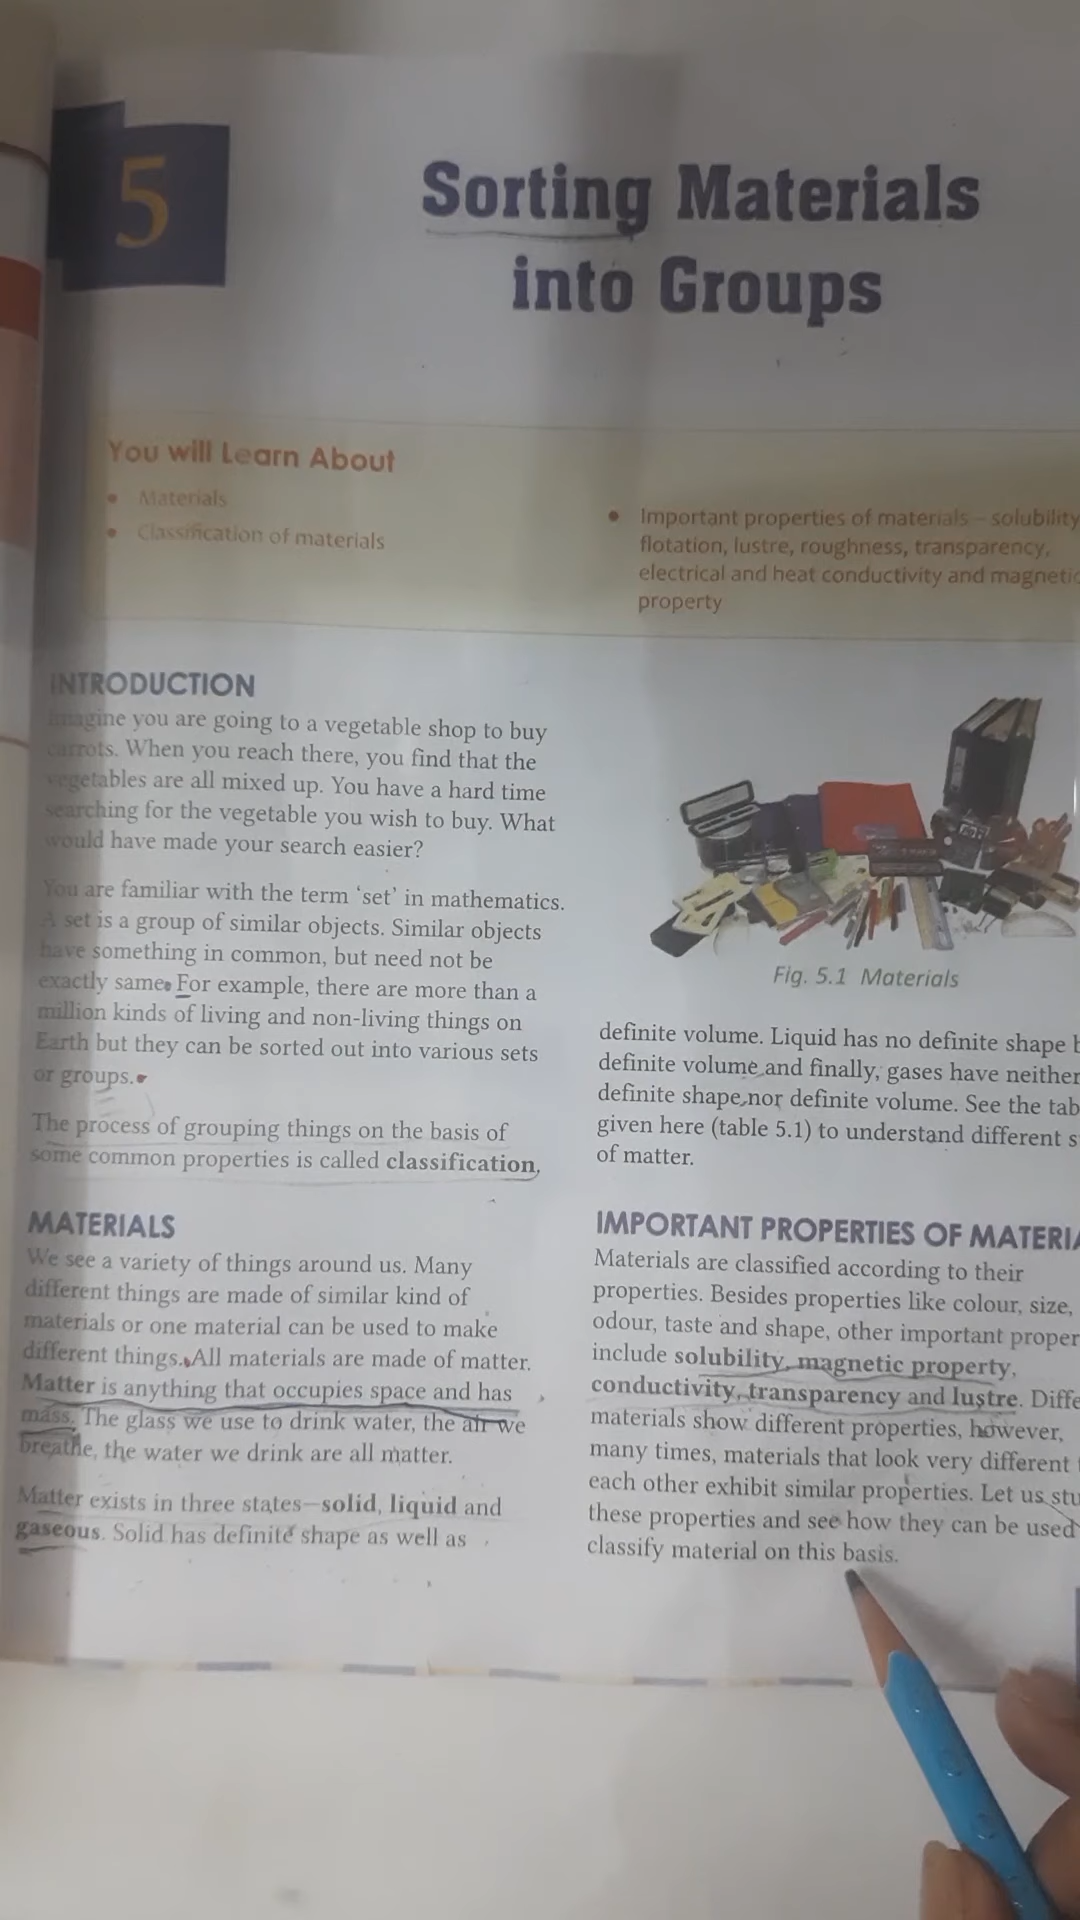 5
Sorting Materials
into Groups
You will Learn About
• Materials
• Classification of materials
• Important properties of materials – solubility
flotation, lustre, roughness, transparency,
electrical and heat conductivity and magnetic
property
INTRODUCTION
Imagine you are going to a vegetable shop to buy
carrots. When you reach there, you find that the
vegetables are all mixed up. You have a hard time
searching for the vegetable you wish to buy. What
would have made your search easier?
You are familiar with the term ‘set’ in mathematics.
A set is a group of similar objects. Similar objects
have something in common, but need not be
exactly same. For example, there are more than a
million kinds of living and non-living things on
Earth but they can be sorted out into various sets
or groups.
The process of grouping things on the basis of
some common properties is called classification.
MATERIALS
We see a variety of things around us. Many
different things are made of similar kind of
materials or one material can be used to make
different things. All materials are made of matter.
Matter is anything that occupies space and has
mass. The glass we use to drink water, the air we
breathe, the water we drink are all matter.
Matter exists in three states—solid, liquid and
gaseous. Solid has definite shape as well as
Fig. 5.1 Materials
definite volume. Liquid has no definite shape b
definite volume and finally, gases have neither
definite shape nor definite volume. See the tab
given here (table 5.1) to understand different s
of matter.
IMPORTANT PROPERTIES OF MATERIA
Materials are classified according to their
properties. Besides properties like colour, size,
odour, taste and shape, other important proper
include solubility, magnetic property,
conductivity, transparency and lustre. Diffe
materials show different properties, however,
many times, materials that look very different
each other exhibit similar properties. Let us stu
these properties and see how they can be used
classify material on this basis.